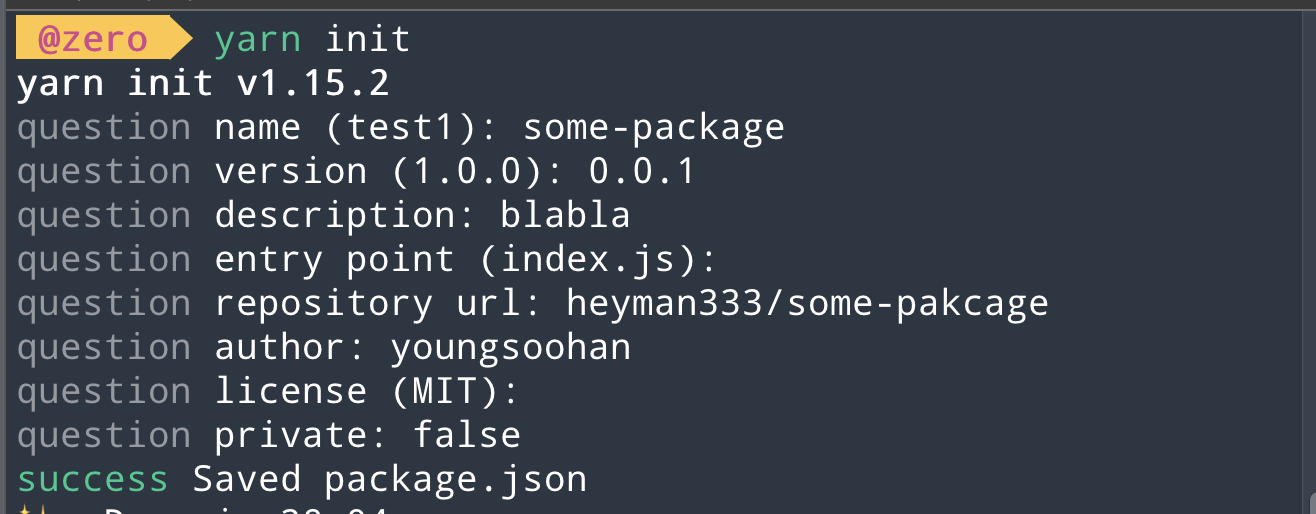 @zero yarn init
yarn init v1.15.2
question name (test1): some-package
question version (1.0.0): 0.0.1
question description: blabla
question entry point (index.js):
question repository url: heyman333/some-pakcage
question author: youngsoohan
question license (MIT):
question private: false
success Saved package.json